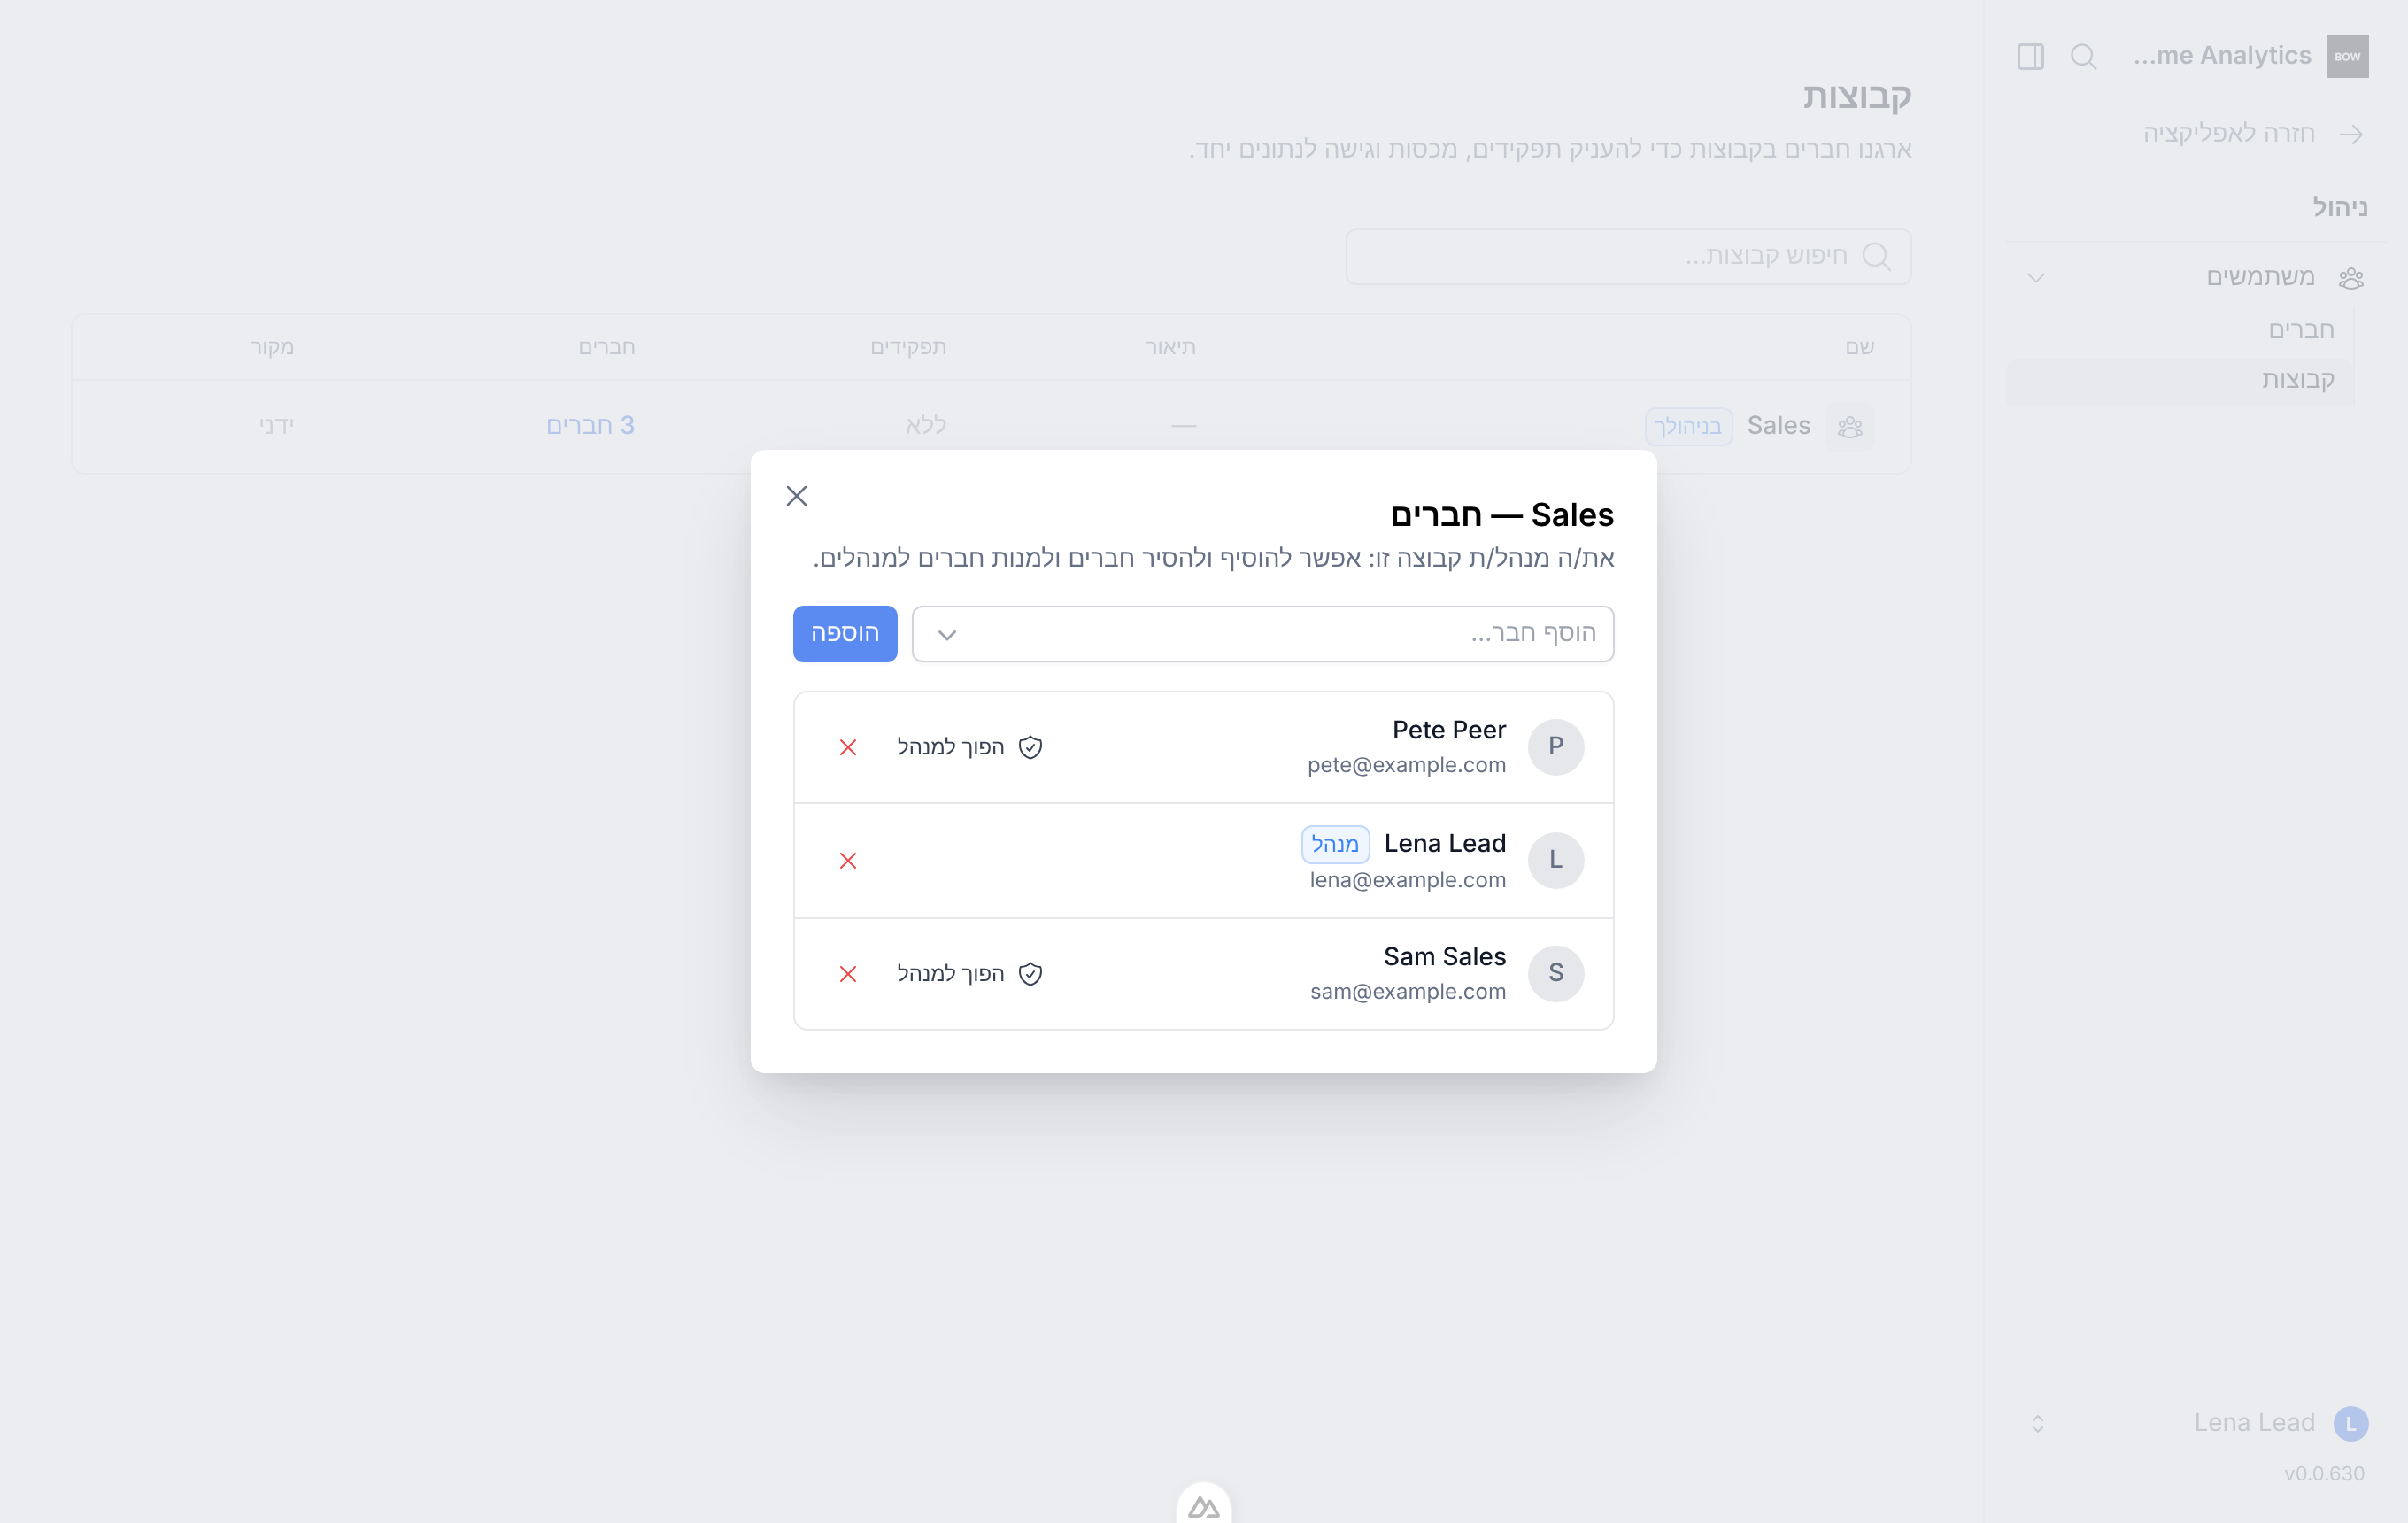 BOW
...me Analytics
חזרה לאפליקציה
ניהול
משתמשים
חברים
קבוצות
קבוצות
ארגנו חברים בקבוצות כדי להעניק תפקידים, מכסות וגישה לנתונים יחד.
חיפוש קבוצות...
שם תיאור תפקידים חברים מקור
Sales בניהולך — ללא 3 חברים ידני
Sales — חברים
את/ה מנהל/ת קבוצה זו: אפשר להוסיף ולהסיר חברים ולמנות חברים למנהלים.
הוסף חבר...
הוספה
P
Pete Peer
pete@example.com
הפוך למנהל
L
Lena Lead מנהל
lena@example.com
S
Sam Sales
sam@example.com
הפוך למנהל
L Lena Lead
v0.0.630